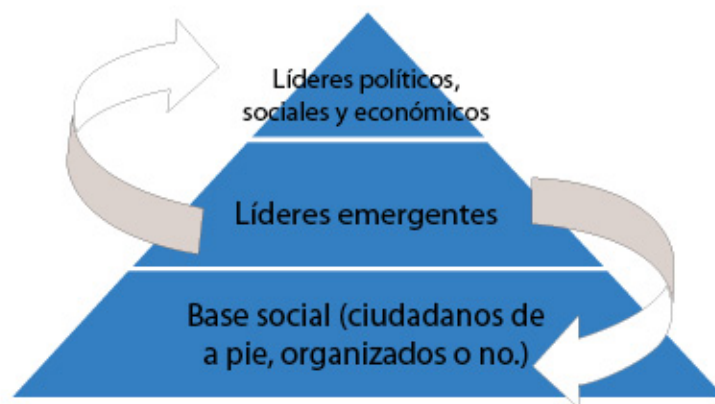 Líderes políticos,
sociales y económicos
Líderes emergentes
Base social (ciudadanos de
a pie, organizados o no.)